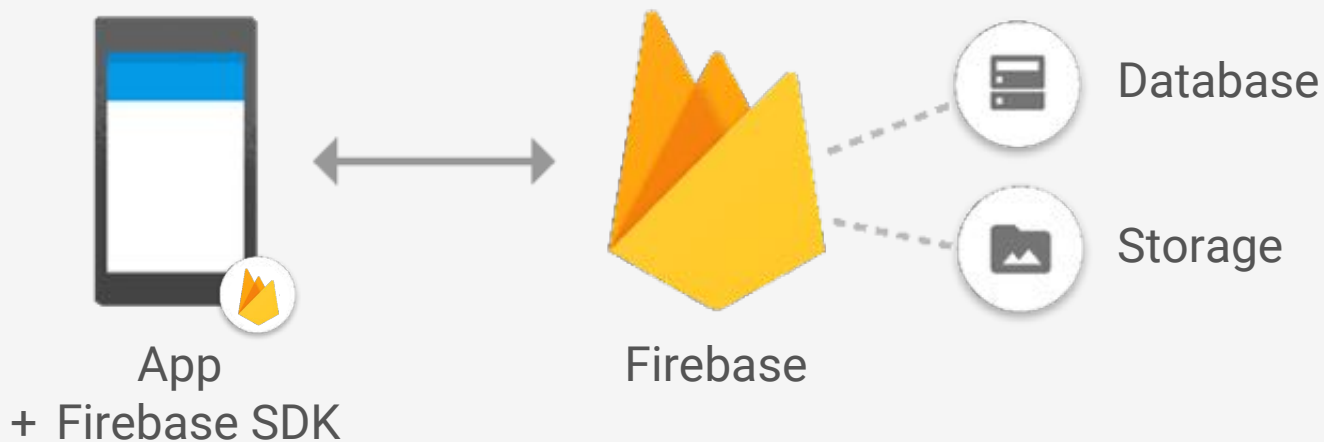 App
+ Firebase SDK
Firebase
Database
Storage